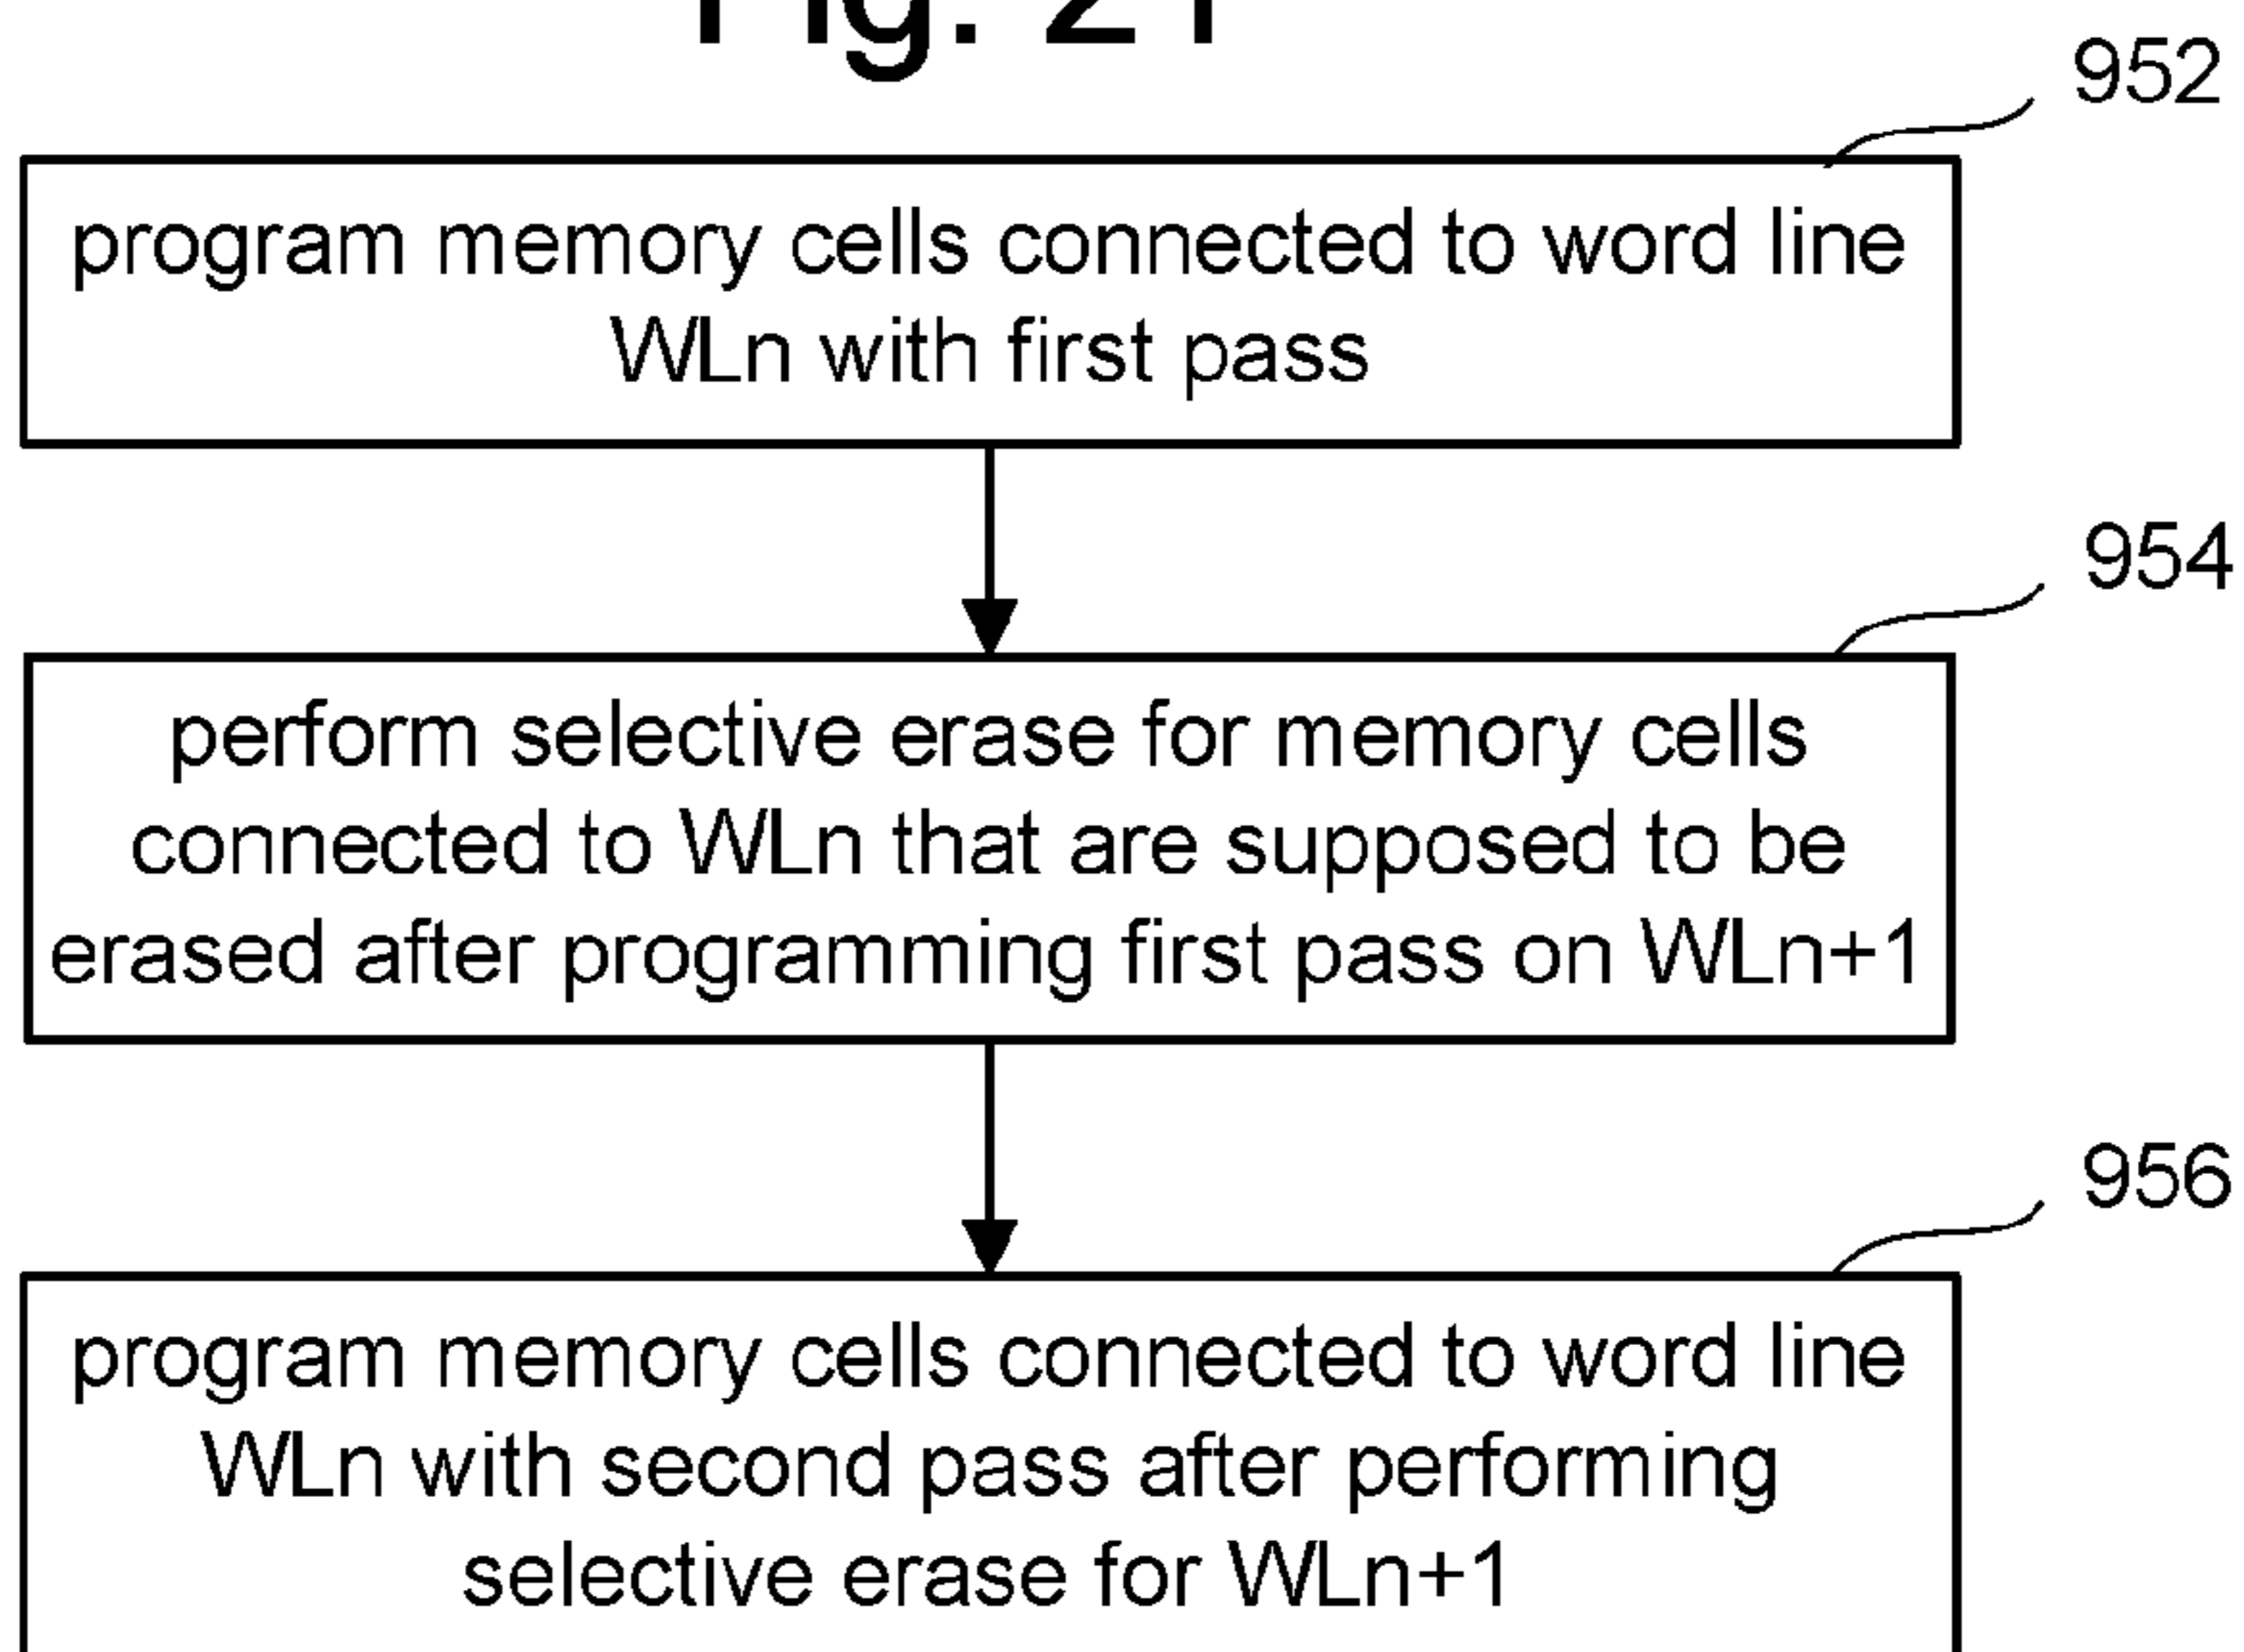 Fig. 21
952
program memory cells connected to word line
WLn with first pass
954
perform selective erase for memory cells
connected to WLn that are supposed to be
erased after programming first pass on WLn+1
956
program memory cells connected to word line
WLn with second pass after performing
selective erase for WLn+1